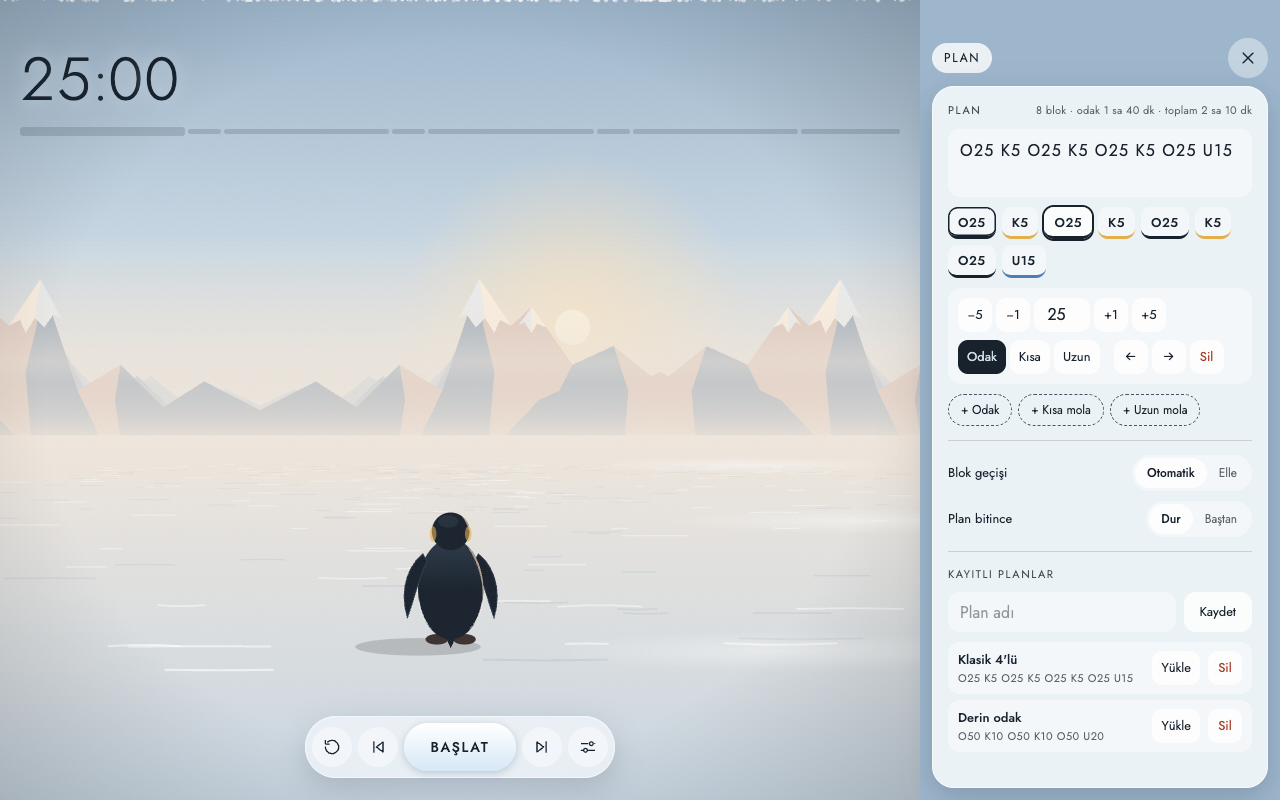 25:00
PLAN
PLAN 8 blok · odak 1 sa 40 dk · toplam 2 sa 10 dk
O25 K5 O25 K5 O25 K5 O25 U15
O25 K5 O25 K5 O25 K5
O25 U15
−5 −1 25 +1 +5
Odak Kısa Uzun ← → Sil
+ Odak + Kısa mola + Uzun mola
Blok geçişi Otomatik Elle
Plan bitince Dur Baştan
KAYITLI PLANLAR
Plan adı Kaydet
Klasik 4'lü
O25 K5 O25 K5 O25 K5 O25 U15
Yükle Sil
Derin odak
O50 K10 O50 K10 O50 U20
Yükle Sil
BAŞLAT